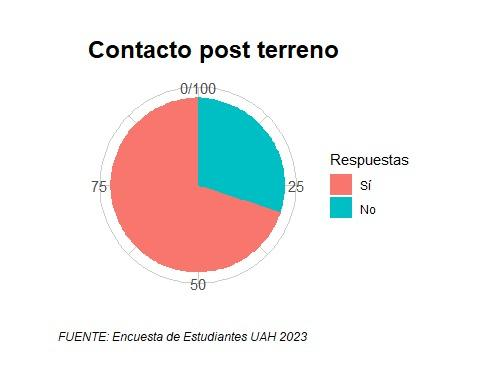 Contacto post terreno
0/100
75
25
50
Respuestas
Sí
No
FUENTE: Encuesta de Estudiantes UAH 2023